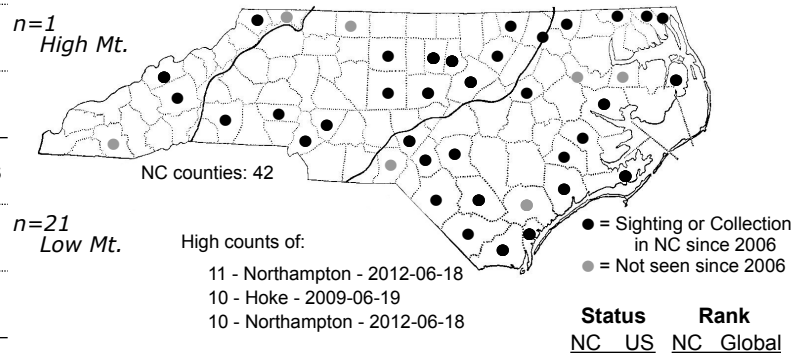 n=1
High Mt.
NC counties: 42
n=21
Low Mt.
High counts of:
11 - Northampton - 2012-06-18
10 - Hoke - 2009-06-19
10 - Northampton - 2012-06-18
● = Sighting or Collection
in NC since 2006
● = Not seen since 2006
Status Rank
NC US NC Global